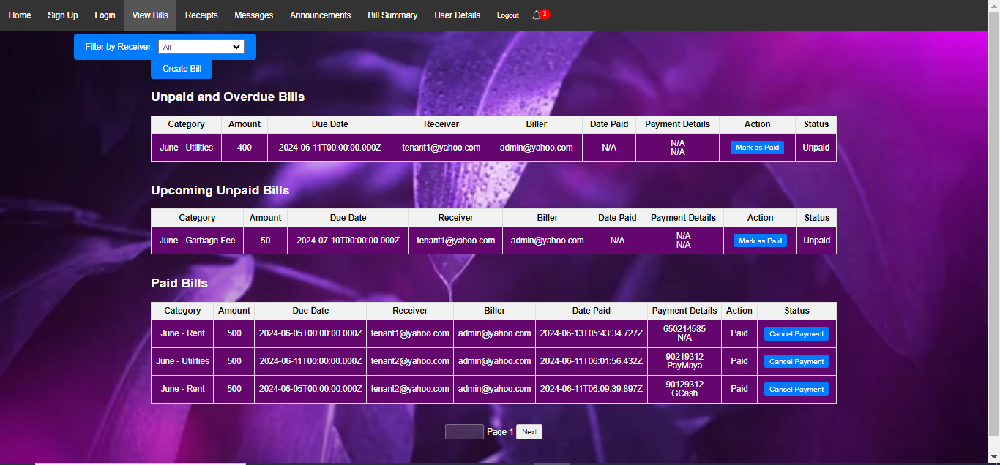 Home Sign Up Login View Bills Receipts Messages Announcements Bill Summary User Details Logout 3
Filter by Receiver: All
Create Bill
Unpaid and Overdue Bills
Category Amount Due Date Receiver Biller Date Paid Payment Details Action Status
June - Utilities 400 2024-06-11T00:00:00.000Z tenant1@yahoo.com admin@yahoo.com N/A N/A Mark as Paid Unpaid
N/A
Upcoming Unpaid Bills
Category Amount Due Date Receiver Biller Date Paid Payment Details Action Status
June - Garbage Fee 50 2024-07-10T00:00:00.000Z tenant1@yahoo.com admin@yahoo.com N/A N/A Mark as Paid Unpaid
N/A
Paid Bills
Category Amount Due Date Receiver Biller Date Paid Payment Details Action Status
June - Rent 500 2024-06-05T00:00:00.000Z tenant1@yahoo.com admin@yahoo.com 2024-06-13T05:43:34.727Z 650214585 Paid Cancel Payment
N/A
June - Utilities 500 2024-06-11T00:00:00.000Z tenant2@yahoo.com admin@yahoo.com 2024-06-11T06:01:56.432Z 90219312 Paid Cancel Payment
PayMaya
June - Rent 500 2024-06-05T00:00:00.000Z tenant2@yahoo.com admin@yahoo.com 2024-06-11T06:09:39.897Z 90129312 Paid Cancel Payment
GCash
Page 1 Next